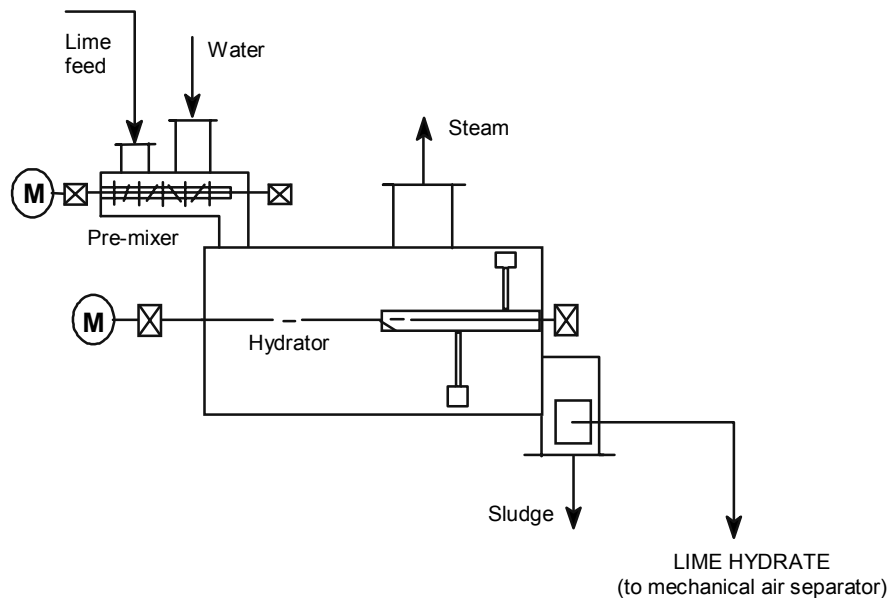 Lime
feed
Water
Steam
M
Pre-mixer
M
Hydrator
Sludge
LIME HYDRATE
(to mechanical air separator)